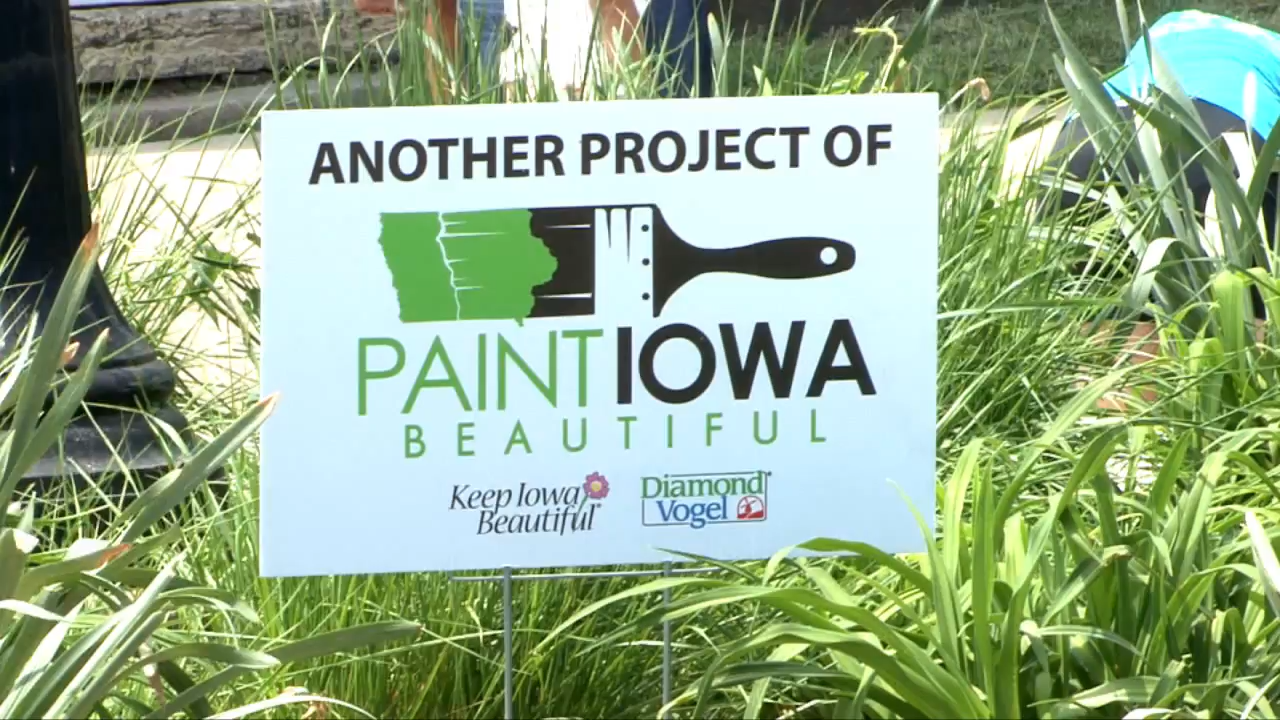 ANOTHER PROJECT OF
PAINT IOWA
BEAUTIFUL
Keep Iowa
Beautiful
Diamond
Vogel